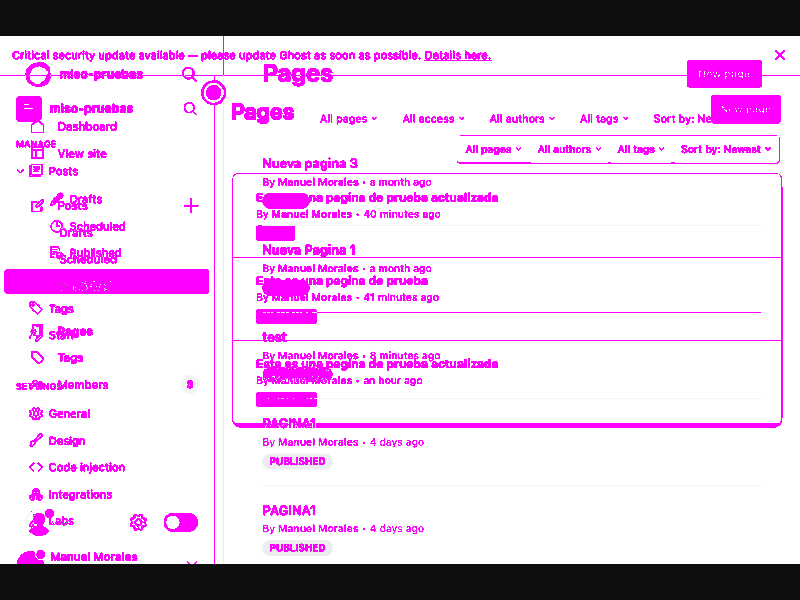 Critical security update available — please update Ghost as soon as possible. Details here.
miso-pruebas
Pages
New page
miso-pruebas
Pages
All pages
All access
All authors
All tags
Sort by: Ne
New page
Dashboard
MANAGE
View site
All pages
All authors
All tags
Sort by: Newest
Posts
Nueva pagina 3
By Manuel Morales • a month ago
Drafts
Posts
Esta es una pagina de prueba actualizada
By Manuel Morales • 40 minutes ago
Scheduled
Drafts
Published
Scheduled
Nueva Pagina 1
By Manuel Morales • a month ago
Esta es una pagina de prueba
By Manuel Morales • 41 minutes ago
Tags
Pages
Staff
test
By Manuel Morales • 8 minutes ago
Tags
Esta es una pagina de prueba actualizada
By Manuel Morales • an hour ago
SETTINGS
Members
General
PAGINA1
By Manuel Morales • 4 days ago
Design
PUBLISHED
Code injection
Integrations
PAGINA1
By Manuel Morales • 4 days ago
Labs
PUBLISHED
Manuel Morales